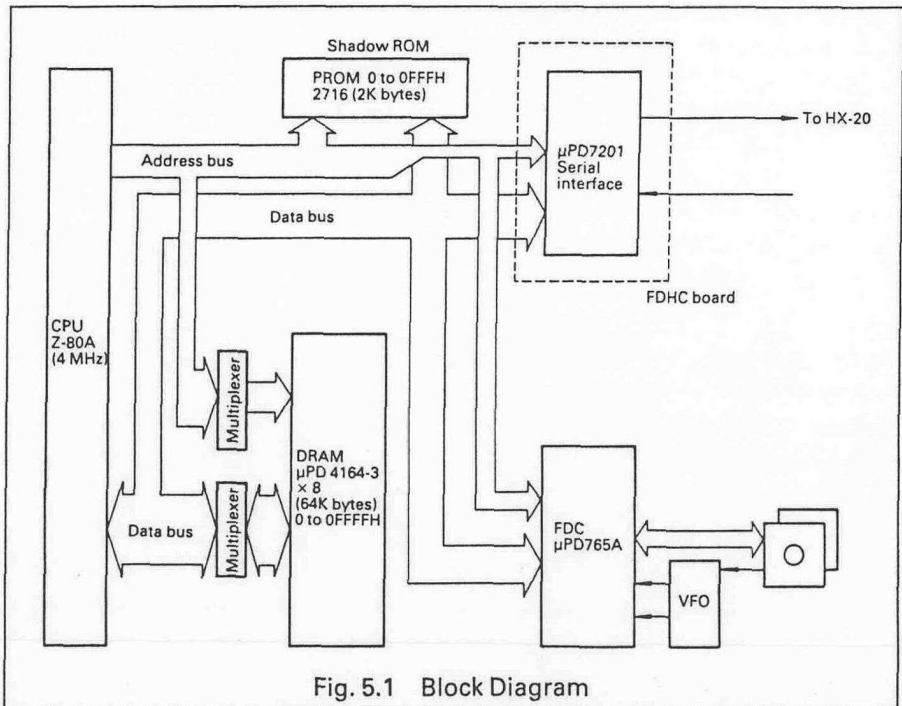 Shadow ROM
PROM 0 to 0FFFH
2716 (2K bytes)
To HX-20
Address bus
μPD7201
Serial
interface
Data bus
FDHC board
CPU
Z-80A
(4 MHz)
Multiplexer
DRAM
μPD 4164-3
× 8
(64K bytes)
0 to 0FFFFH
Data bus
Multiplexer
FDC
μPD765A
VFO
Fig. 5.1 Block Diagram